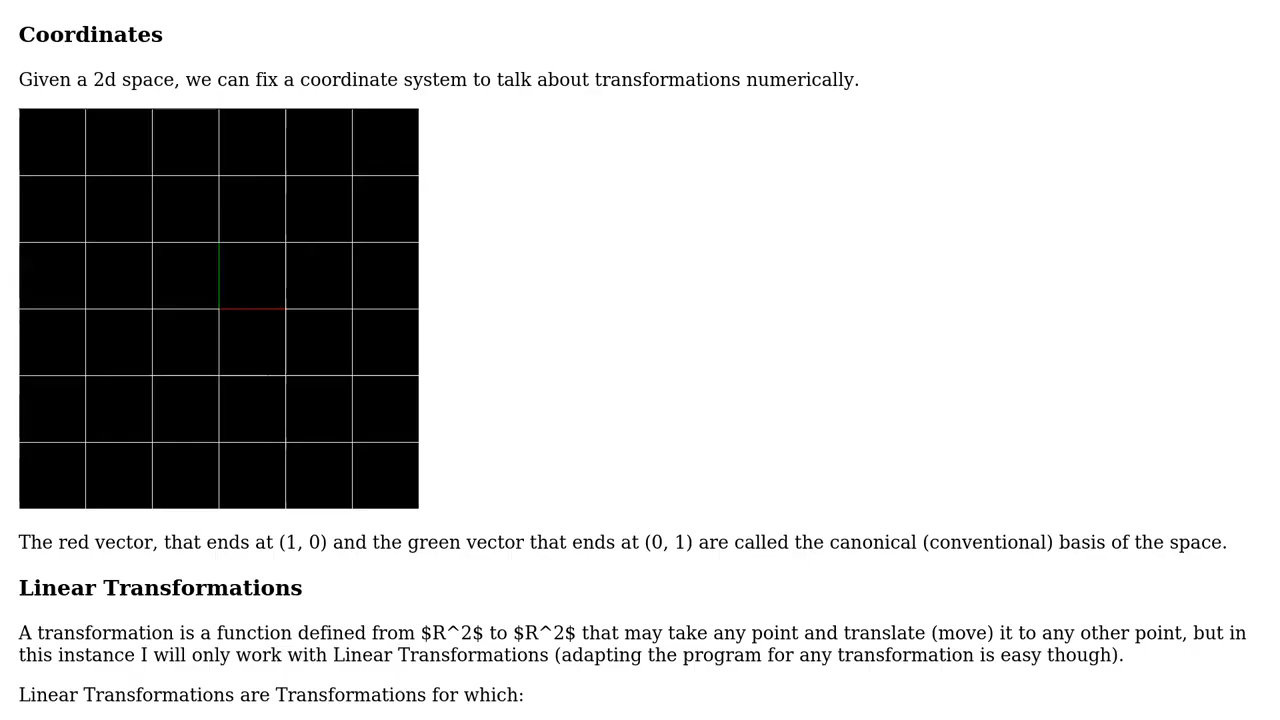 Coordinates
Given a 2d space, we can fix a coordinate system to talk about transformations numerically.
The red vector, that ends at (1, 0) and the green vector that ends at (0, 1) are called the canonical (conventional) basis of the space.
Linear Transformations
A transformation is a function defined from $R^2$ to $R^2$ that may take any point and translate (move) it to any other point, but in
this instance I will only work with Linear Transformations (adapting the program for any transformation is easy though).
Linear Transformations are Transformations for which: